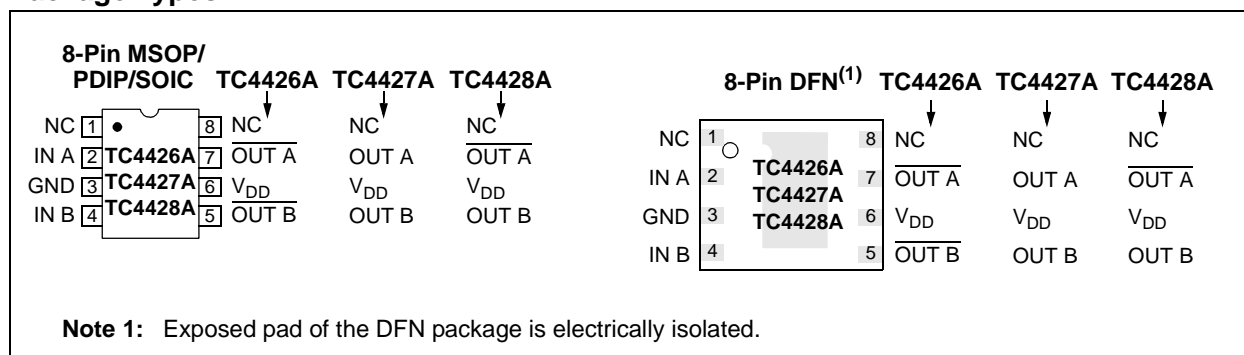 8-Pin MSOP/
PDIP/SOIC TC4426A TC4427A TC4428A
NC 1 8 NC NC NC
IN A 2 TC4426A 7 OUT A OUT A OUT A
GND 3 TC4427A 6 VDD VDD VDD
IN B 4 TC4428A 5 OUT B OUT B OUT B
8-Pin DFN(1) TC4426A TC4427A TC4428A
NC 1 8 NC NC NC
IN A 2 TC4426A 7 OUT A OUT A OUT A
TC4427A
GND 3 TC4428A 6 VDD VDD VDD
IN B 4 5 OUT B OUT B OUT B
Note 1: Exposed pad of the DFN package is electrically isolated.